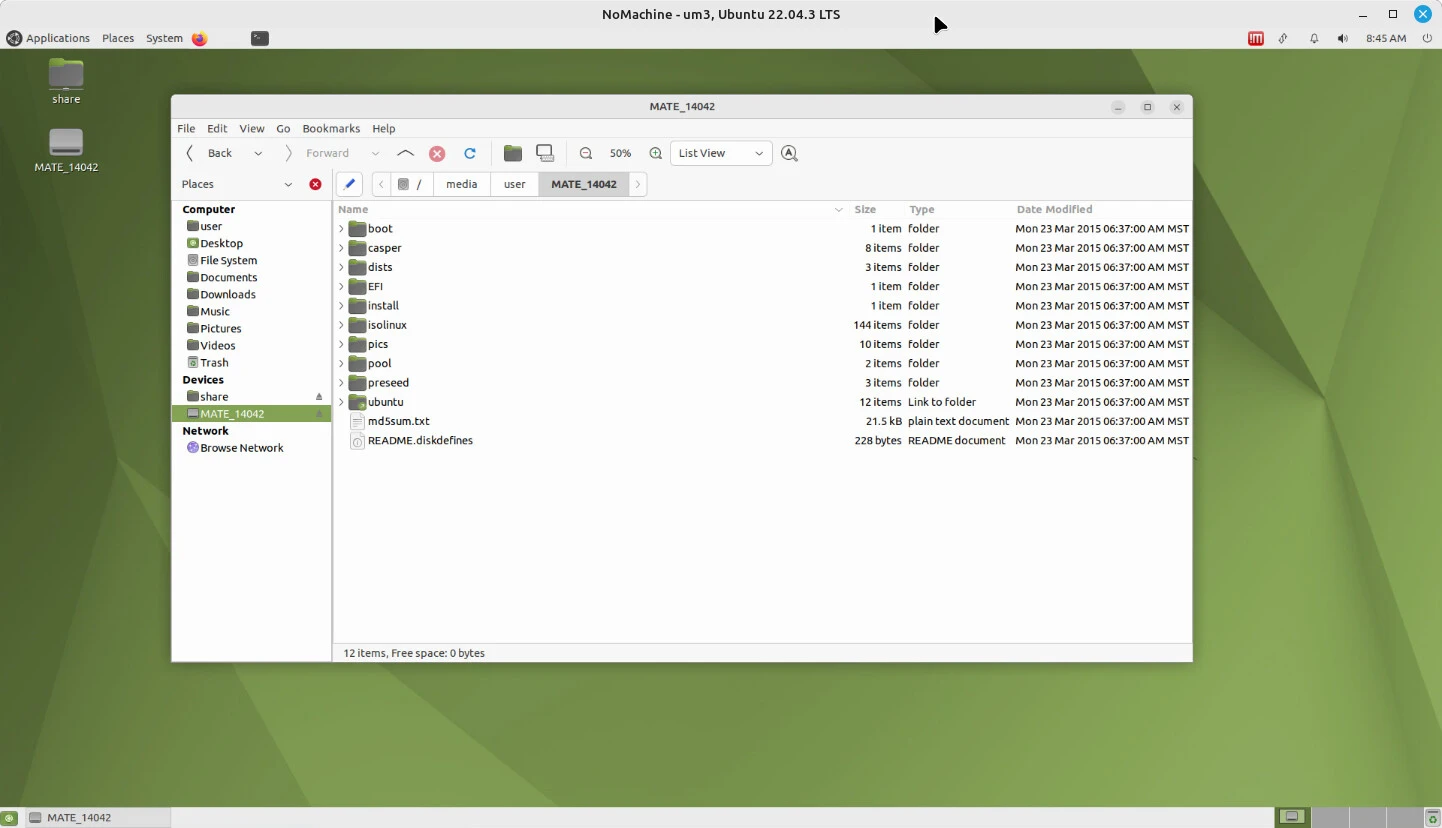 NoMachine - um3, Ubuntu 22.04.3 LTS
Applications Places System 8:45 AM
share
MATE_14042
MATE_14042
File Edit View Go Bookmarks Help
Back Forward 50% List View
Places / media user MATE_14042
Computer
user
Desktop
File System
Documents
Downloads
Music
Pictures
Videos
Trash
Devices
share
MATE_14042
Network
Browse Network
Name Size Type Date Modified
boot 1 item folder Mon 23 Mar 2015 06:37:00 AM MST
casper 8 items folder Mon 23 Mar 2015 06:37:00 AM MST
dists 3 items folder Mon 23 Mar 2015 06:37:00 AM MST
EFI 1 item folder Mon 23 Mar 2015 06:37:00 AM MST
install 1 item folder Mon 23 Mar 2015 06:37:00 AM MST
isolinux 144 items folder Mon 23 Mar 2015 06:37:00 AM MST
pics 10 items folder Mon 23 Mar 2015 06:37:00 AM MST
pool 2 items folder Mon 23 Mar 2015 06:37:00 AM MST
preseed 3 items folder Mon 23 Mar 2015 06:37:00 AM MST
ubuntu 12 items Link to folder Mon 23 Mar 2015 06:37:00 AM MST
md5sum.txt 21.5 kB plain text document Mon 23 Mar 2015 06:37:00 AM MST
README.diskdefines 228 bytes README document Mon 23 Mar 2015 06:37:00 AM MST
12 items, Free space: 0 bytes
MATE_14042